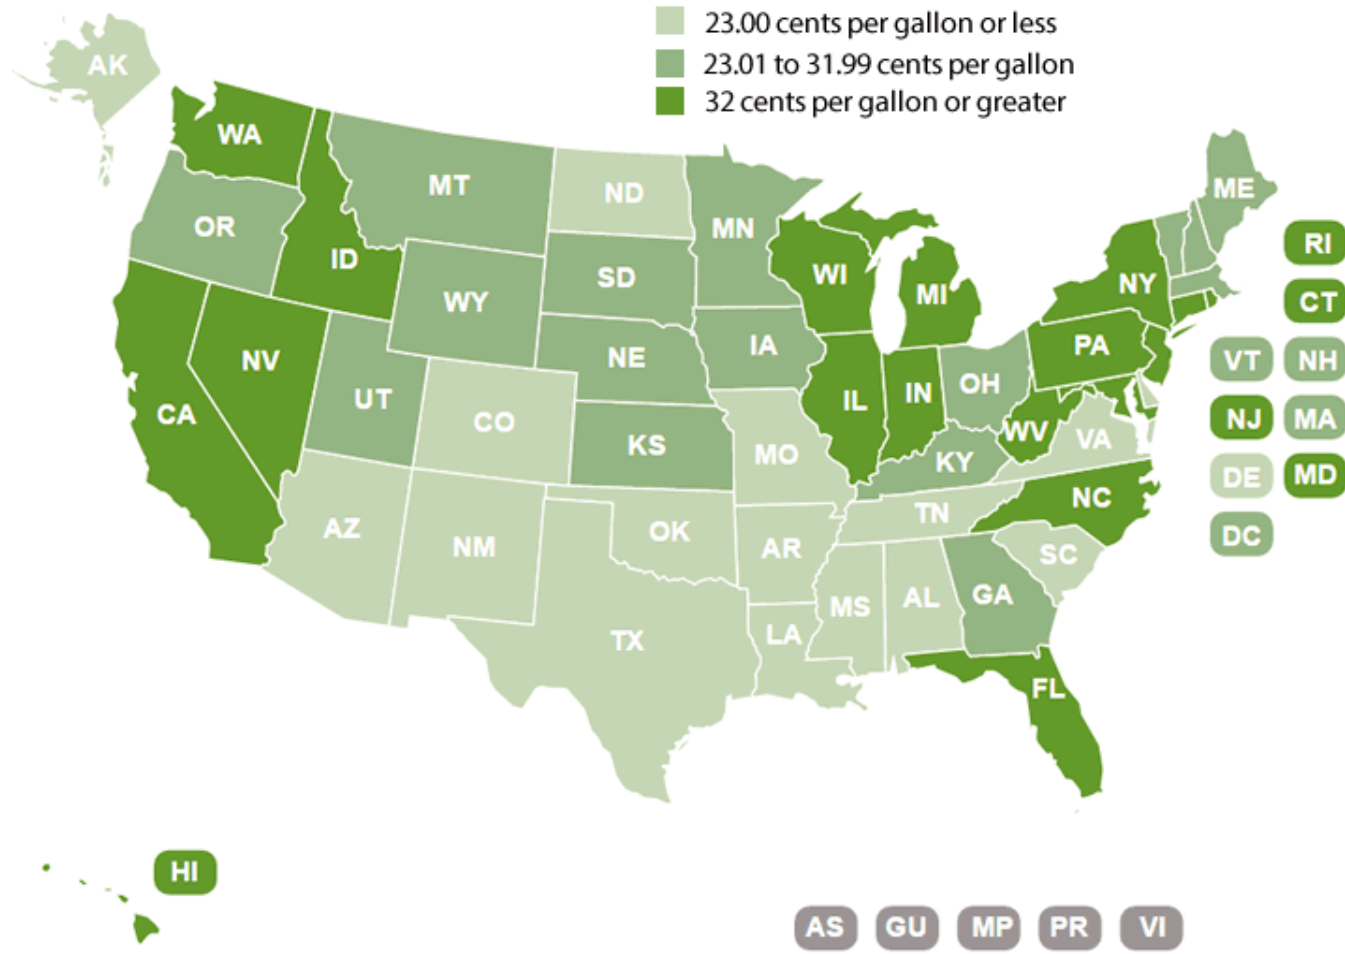 23.00 cents per gallon or less
23.01 to 31.99 cents per gallon
32 cents per gallon or greater
AK
WA
MT
ND
MN
ME
OR
ID
SD
WY
WI
MI
NY
RI
CT
NV
UT
NE
IA
PA
VT
NH
CA
CO
KS
MO
IL
IN
OH
WV
VA
NJ
MA
KY
DE
MD
AZ
NM
OK
AR
TN
NC
DC
SC
TX
LA
MS
AL
GA
FL
HI
AS
GU
MP
PR
VI